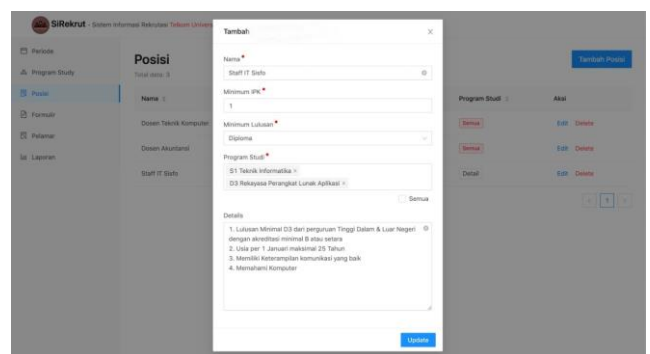 SiRekrut - Sistem Informasi Rekrutasi Telkom Univers
Periode
Program Study
Posisi
Formulir
Pelamar
Laporan
Posisi
Total data: 3
Tambah Posisi
Nama
Program Studi
Aksi
Dosen Teknik Komputer
Semua
Edit Delete
Dosen Akuntansi
Semua
Edit Delete
Staff IT Sisfo
Detail
Edit Delete
1
Tambah
Nama *
Staff IT Sisfo
Minimum IPK *
1
Minimum Lulusan *
Diploma
Program Studi *
S1 Teknik Informatika ×
D3 Rekayasa Perangkat Lunak Aplikasi ×
Semua
Details
1. Lulusan Minimal D3 dari perguruan Tinggi Dalam & Luar Negeri
dengan akreditasi minimal B atau setara
2. Usia per 1 Januari maksimal 25 Tahun
3. Memiliki Keterampilan komunikasi yang baik
4. Memahami Komputer
Update